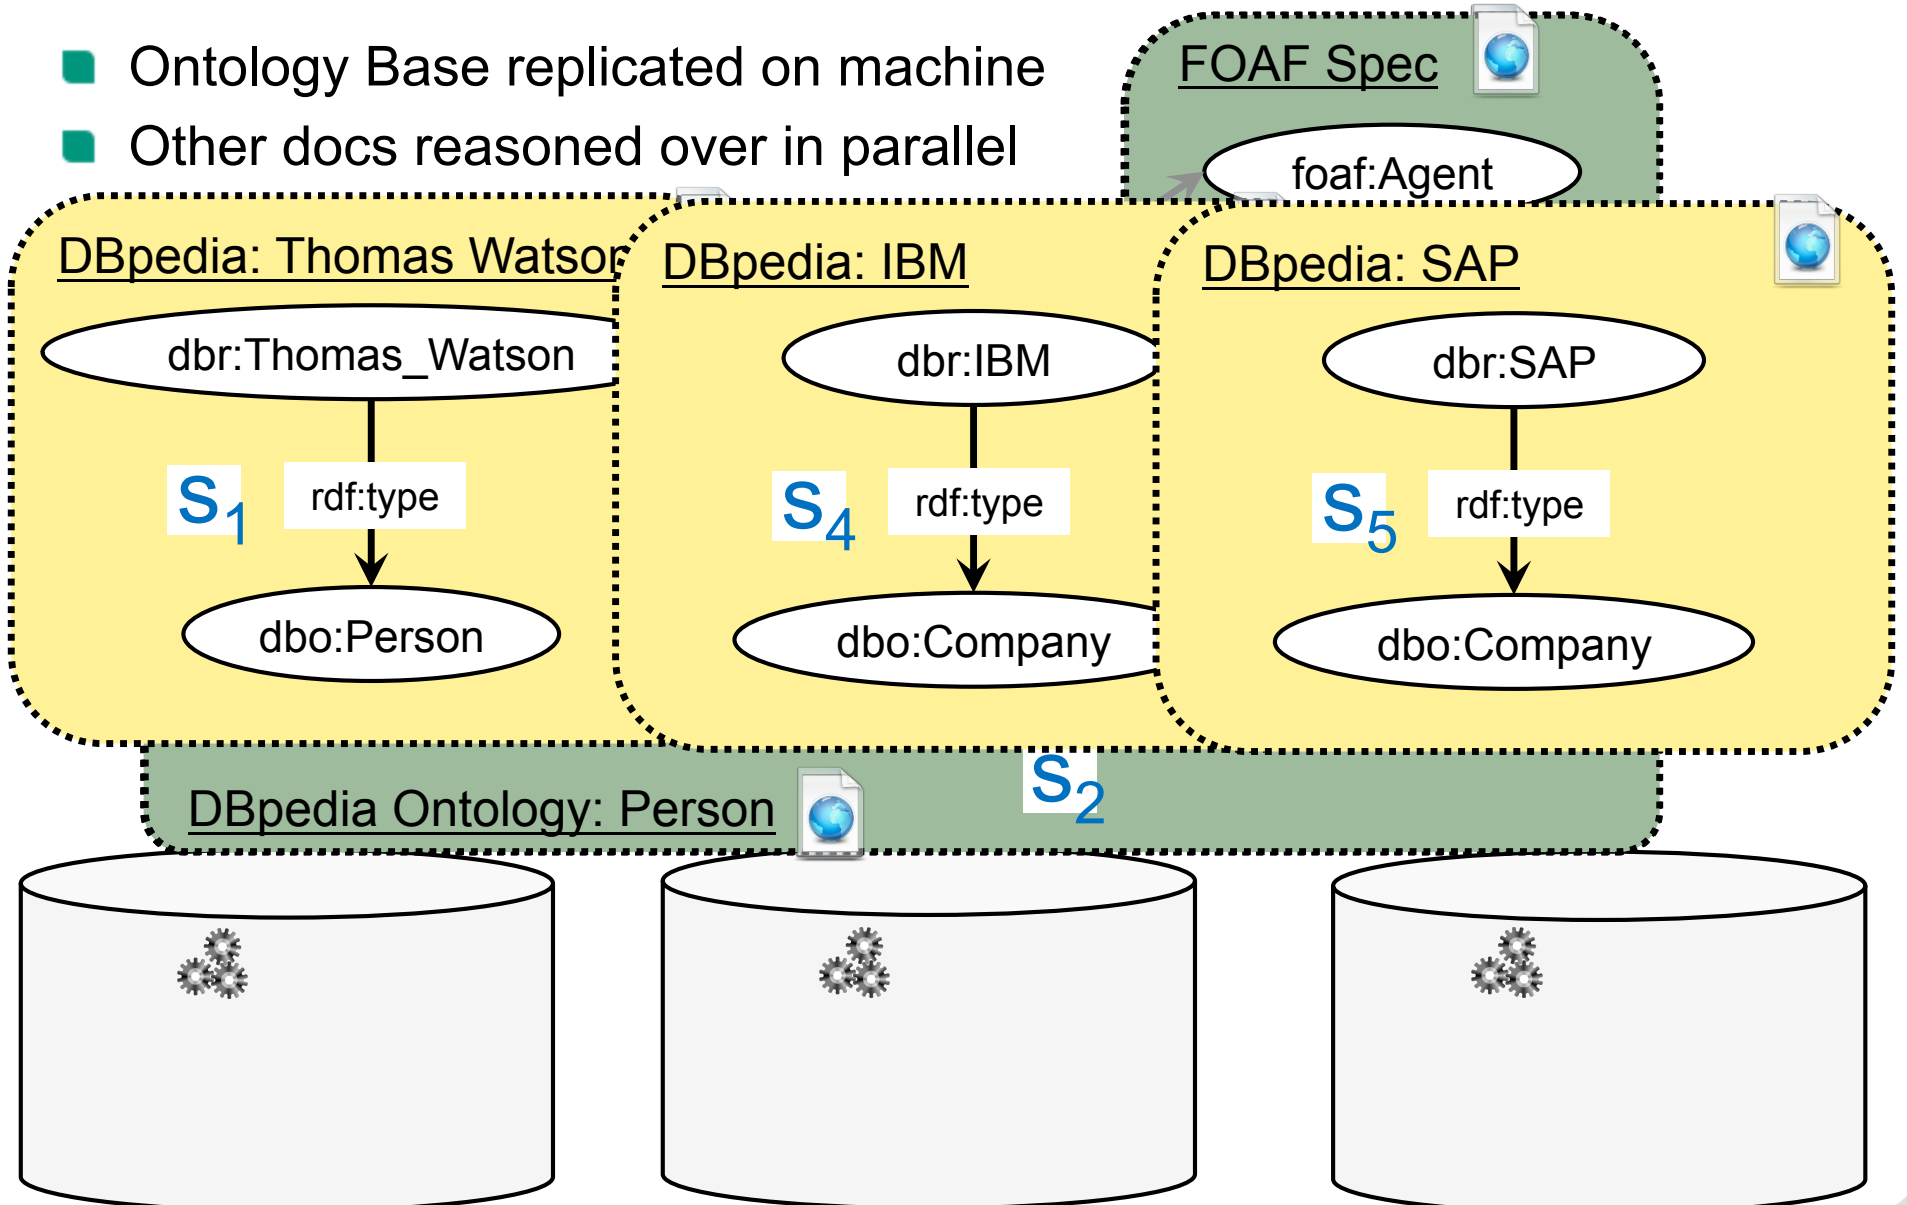 Ontology Base replicated on machine
Other docs reasoned over in parallel
FOAF Spec
foaf:Agent
DBpedia: Thomas Watson
dbr:Thomas_Watson
s1
rdf:type
dbo:Person
DBpedia: IBM
dbr:IBM
s4
rdf:type
dbo:Company
DBpedia: SAP
dbr:SAP
s5
rdf:type
dbo:Company
s2
DBpedia Ontology: Person